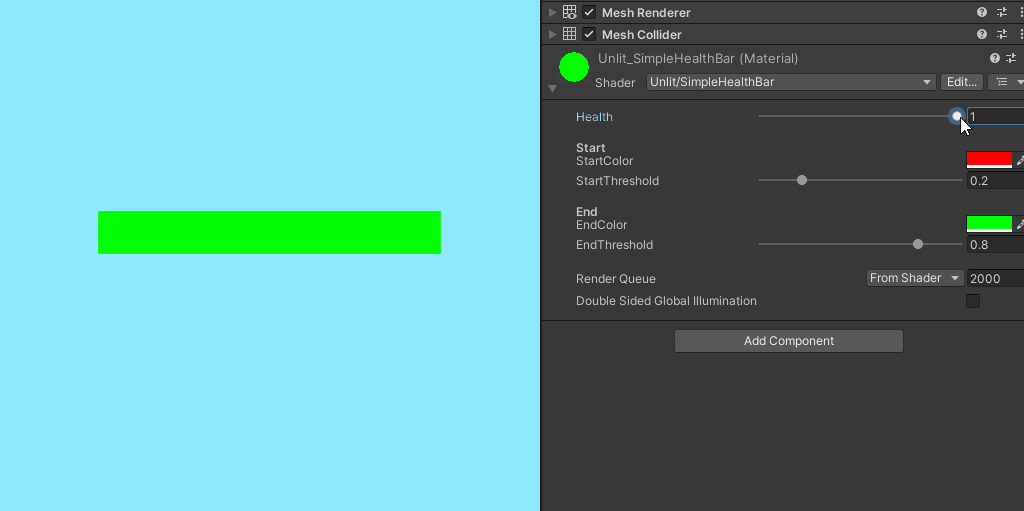 Mesh Renderer
Mesh Collider
Unlit_SimpleHealthBar (Material)
Shader Unlit/SimpleHealthBar Edit...
Health 1
Start
StartColor
StartThreshold 0.2
End
EndColor
EndThreshold 0.8
Render Queue From Shader 2000
Double Sided Global Illumination
Add Component